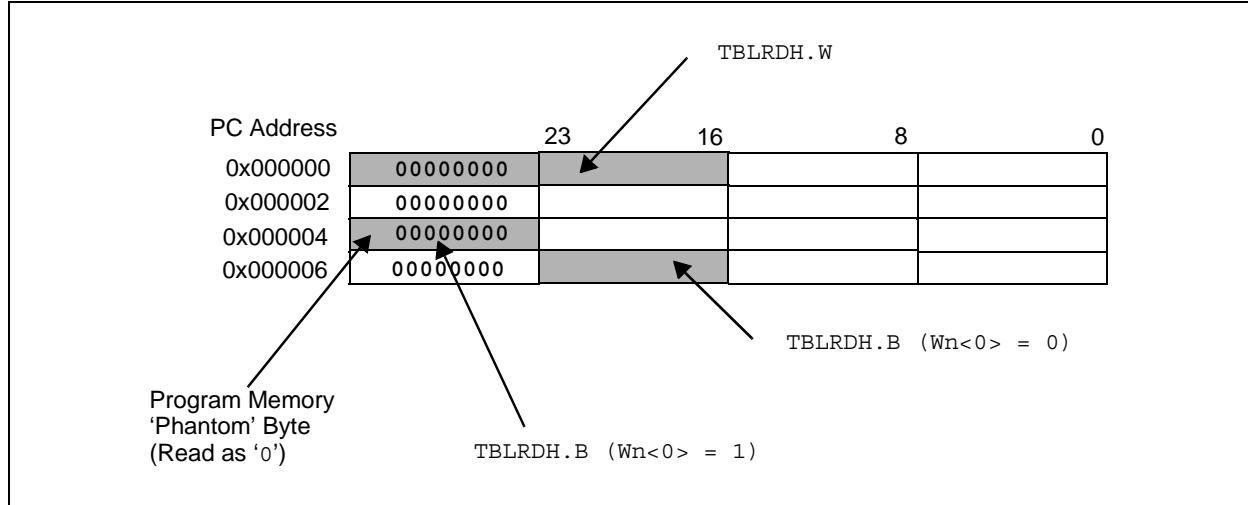 TBLRDH.W
PC Address 23 16 8 0
0x000000 00000000
0x000002 00000000
0x000004 00000000
0x000006 00000000
TBLRDH.B (Wn<0> = 0)
Program Memory
‘Phantom’ Byte
(Read as ‘0’)
TBLRDH.B (Wn<0> = 1)